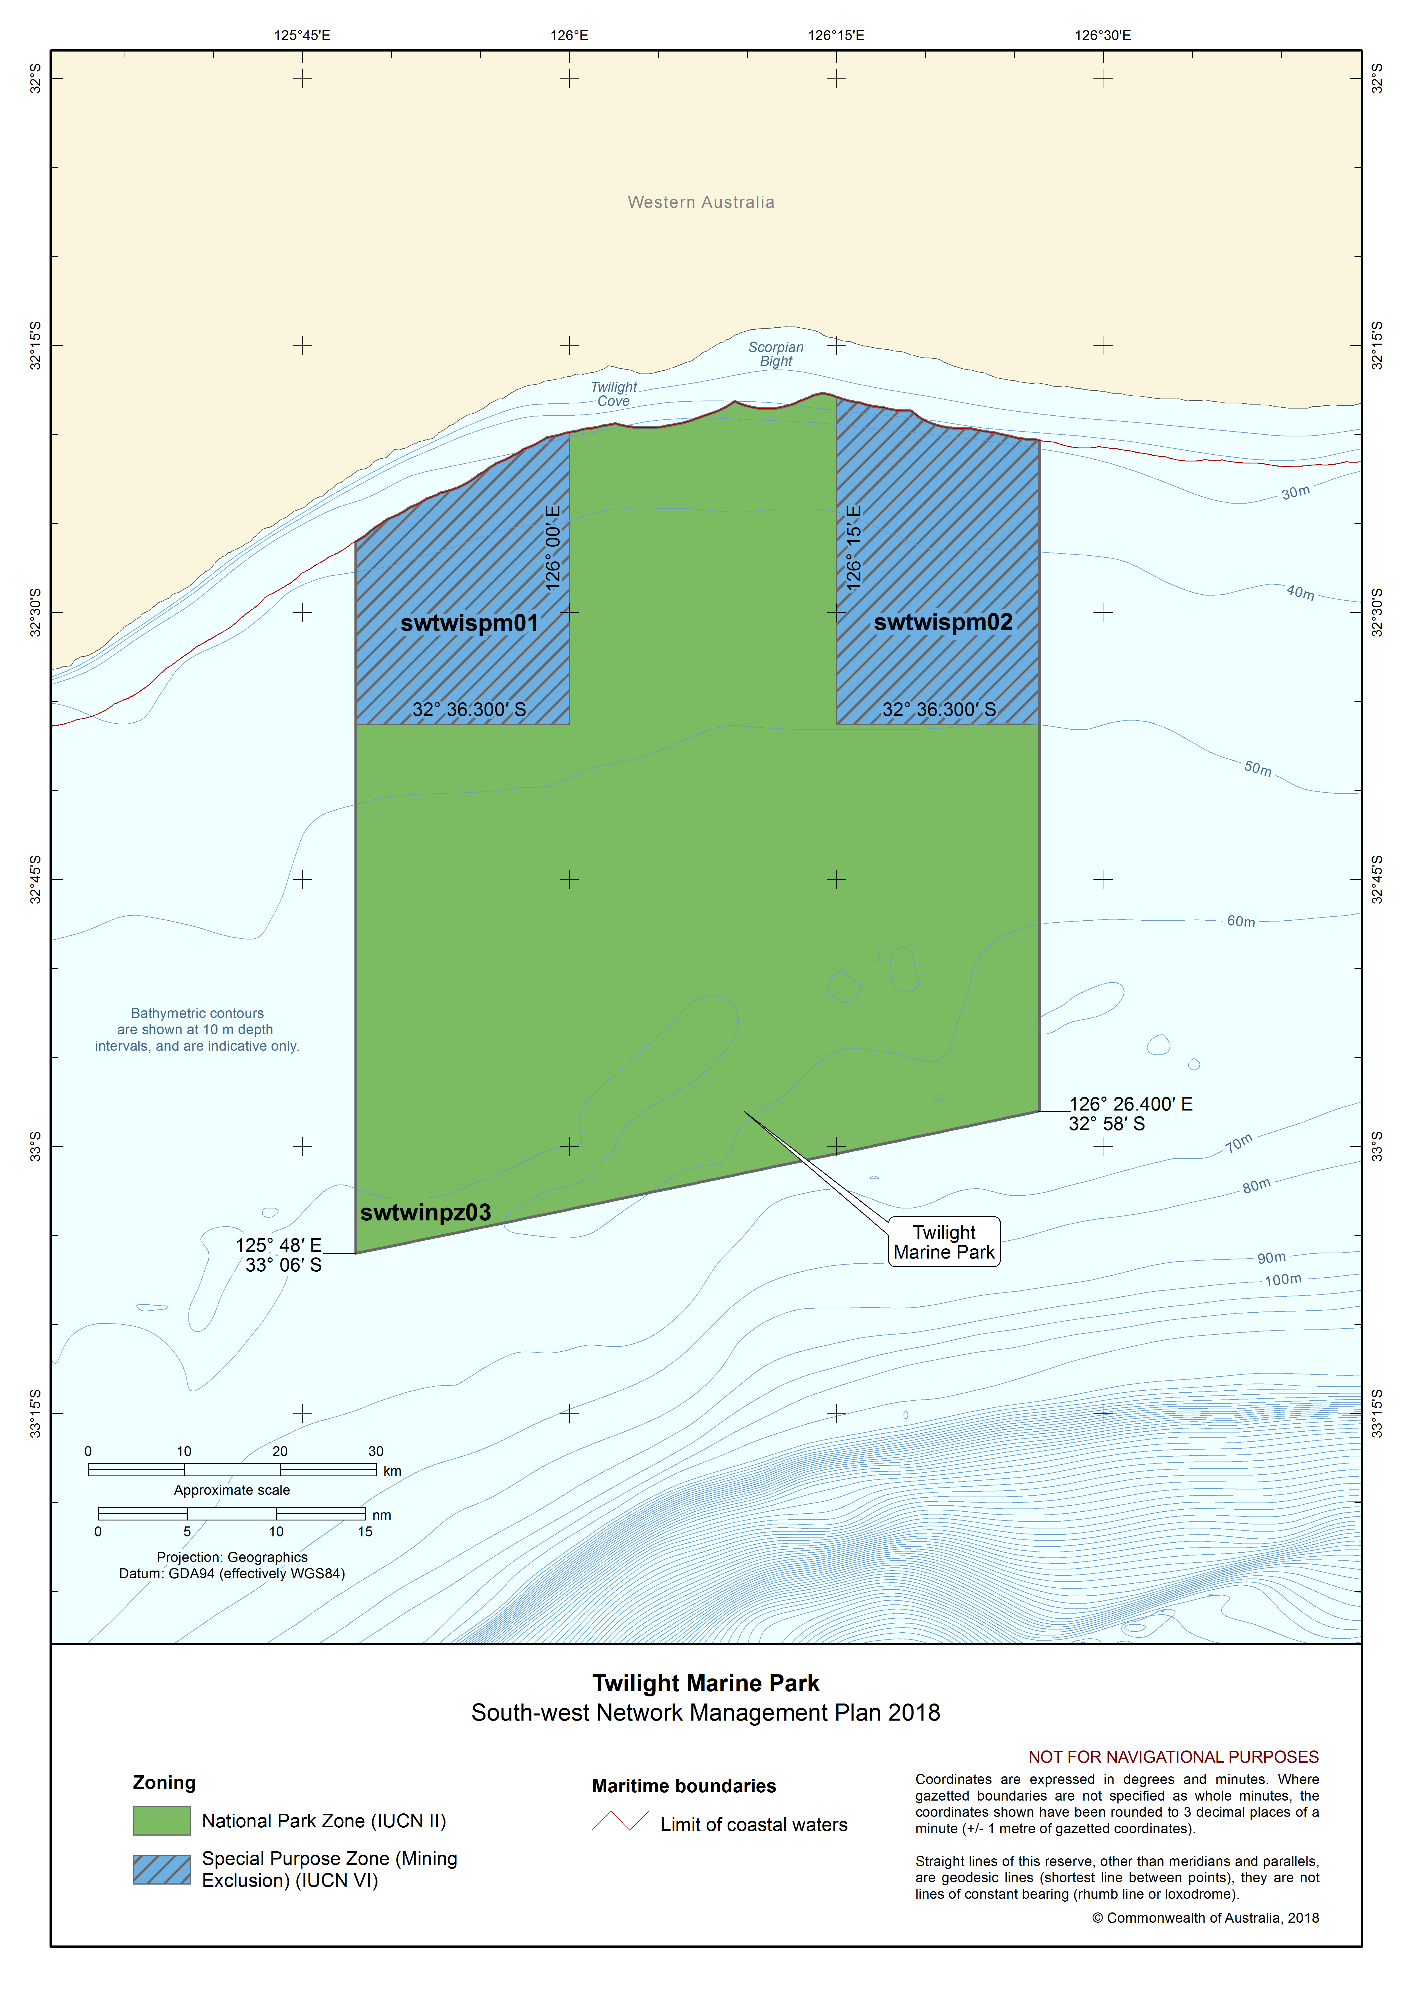 125°45'E 126°E 126°15'E 126°30'E
32°S 32°S
Western Australia
32°15'S 32°15'S
Scorpian
Bight
Twilight
Cove
30m
126° 00' E
126° 15' E
40m
32°30'S 32°30'S
swtwispm01
swtwispm02
32° 36.300' S
32° 36.300' S
50m
32°45'S 32°45'S
60m
Bathymetric contours
are shown at 10 m depth
intervals, and are indicative only.
126° 26.400' E
32° 58' S
33°S 33°S
70m
80m
swtwinpz03
125° 48' E
33° 06' S
Twilight
Marine Park
90m
100m
33°15'S 33°15'S
0 10 20 30
km
Approximate scale
nm
0 5 10 15
Projection: Geographics
Datum: GDA94 (effectively WGS84)
Twilight Marine Park
South-west Network Management Plan 2018
Zoning
National Park Zone (IUCN II)
Special Purpose Zone (Mining
Exclusion) (IUCN VI)
Maritime boundaries
Limit of coastal waters
NOT FOR NAVIGATIONAL PURPOSES
Coordinates are expressed in degrees and minutes. Where
gazetted boundaries are not specified as whole minutes, the
coordinates shown have been rounded to 3 decimal places of a
minute (+/- 1 metre of gazetted coordinates).
Straight lines of this reserve, other than meridians and parallels,
are geodesic lines (shortest line between points), they are not
lines of constant bearing (rhumb line or loxodrome).
© Commonwealth of Australia, 2018